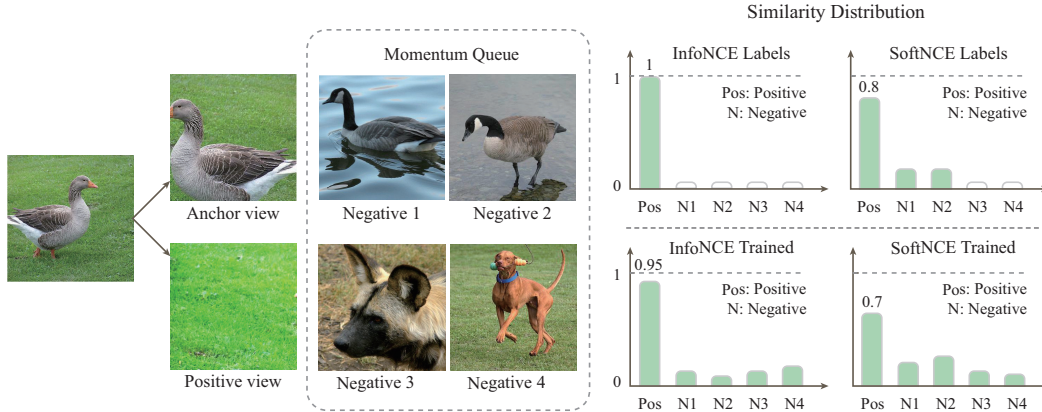 Similarity Distribution
Momentum Queue
Anchor view
Negative 1
Negative 2
Positive view
Negative 3
Negative 4
InfoNCE Labels
1
1
Pos: Positive
N: Negative
0
Pos N1 N2 N3 N4
SoftNCE Labels
0.8
Pos: Positive
N: Negative
Pos N1 N2 N3 N4
InfoNCE Trained
0.95
1
Pos: Positive
N: Negative
0
Pos N1 N2 N3 N4
SoftNCE Trained
0.7
Pos: Positive
N: Negative
Pos N1 N2 N3 N4